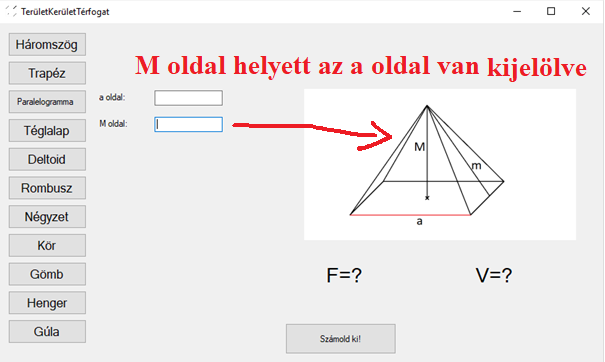 TerületKerületTérfogat
Háromszög
Trapéz
Paralelogramma
Téglalap
Deltoid
Rombusz
Négyzet
Kör
Gömb
Henger
Gúla
M oldal helyett az a oldal van kijelölve
a oldal:
M oldal:
M
m
a
F=?
V=?
Számold ki!